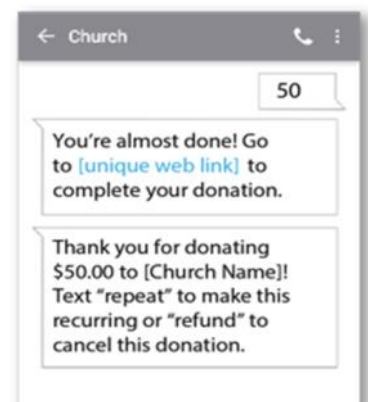 ← Church
50
You're almost done! Go
to [unique web link] to
complete your donation.
Thank you for donating
$50.00 to [Church Name]!
Text “repeat” to make this
recurring or “refund” to
cancel this donation.